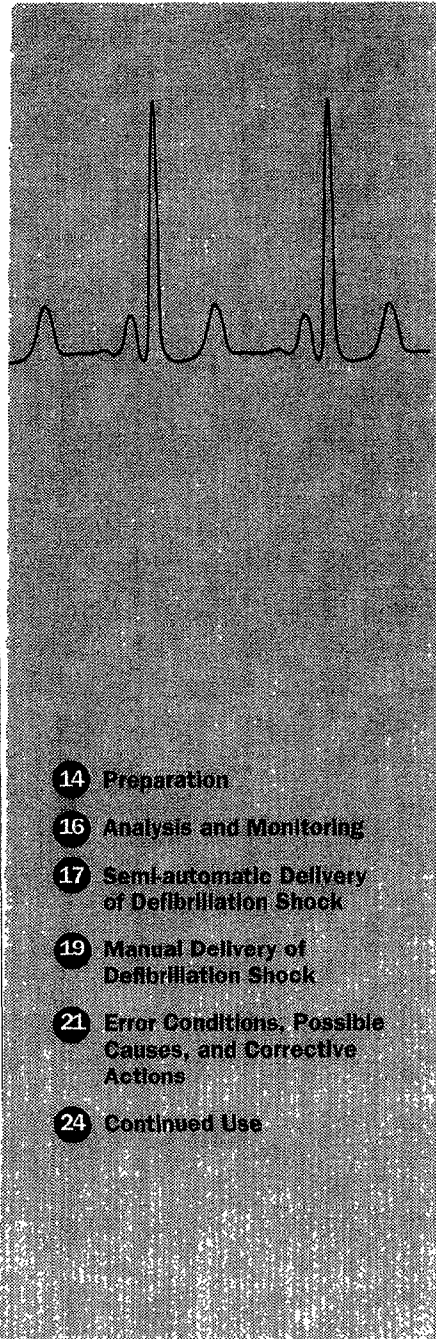 14 Preparation
16 Analysis and Monitoring
17 Semi-automatic Delivery
of Defibrillation Shock
19 Manual Delivery of
Defibrillation Shock
21 Error Conditions, Possible
Causes, and Corrective
Actions
24 Continued Use